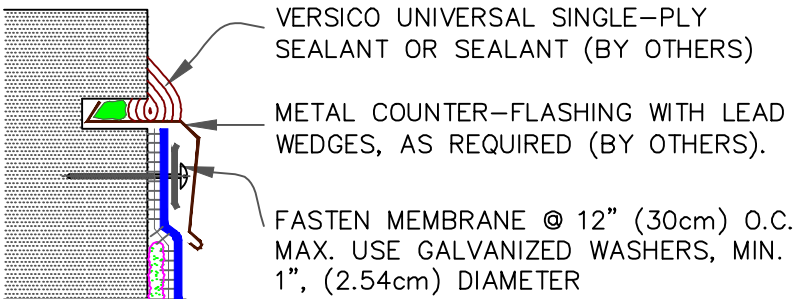 VERSICO UNIVERSAL SINGLE–PLY
SEALANT OR SEALANT (BY OTHERS)
METAL COUNTER–FLASHING WITH LEAD
WEDGES, AS REQUIRED (BY OTHERS).
FASTEN MEMBRANE @ 12" (30cm) O.C.
MAX. USE GALVANIZED WASHERS, MIN.
1", (2.54cm) DIAMETER